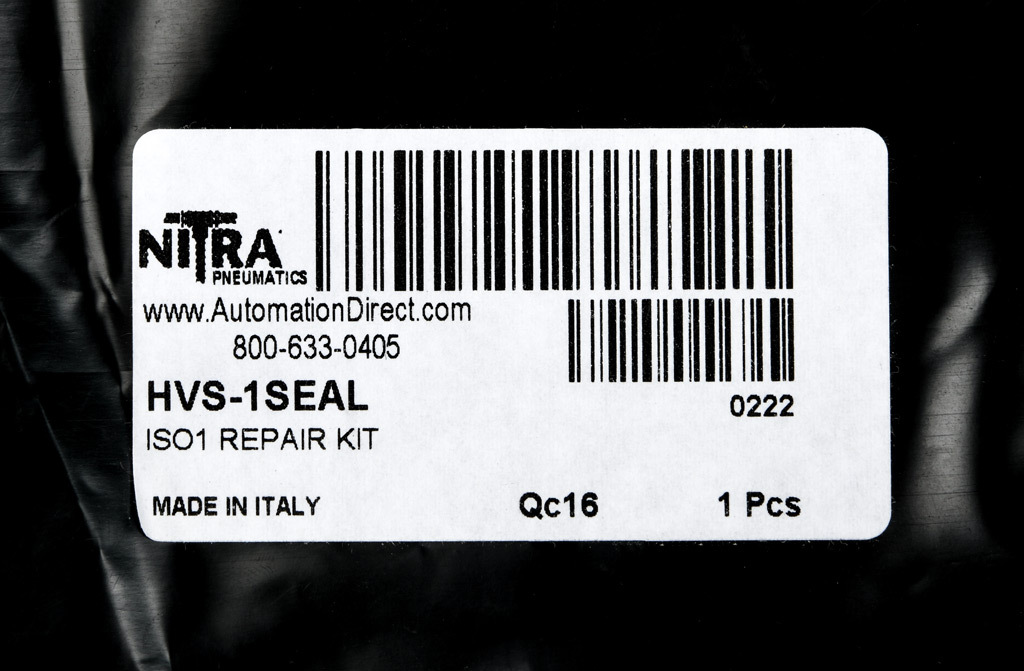 NITRA
PNEUMATICS
www.AutomationDirect.com
800-633-0405
HVS-1SEAL
0222
ISO1 REPAIR KIT
MADE IN ITALY Qc16 1 Pcs